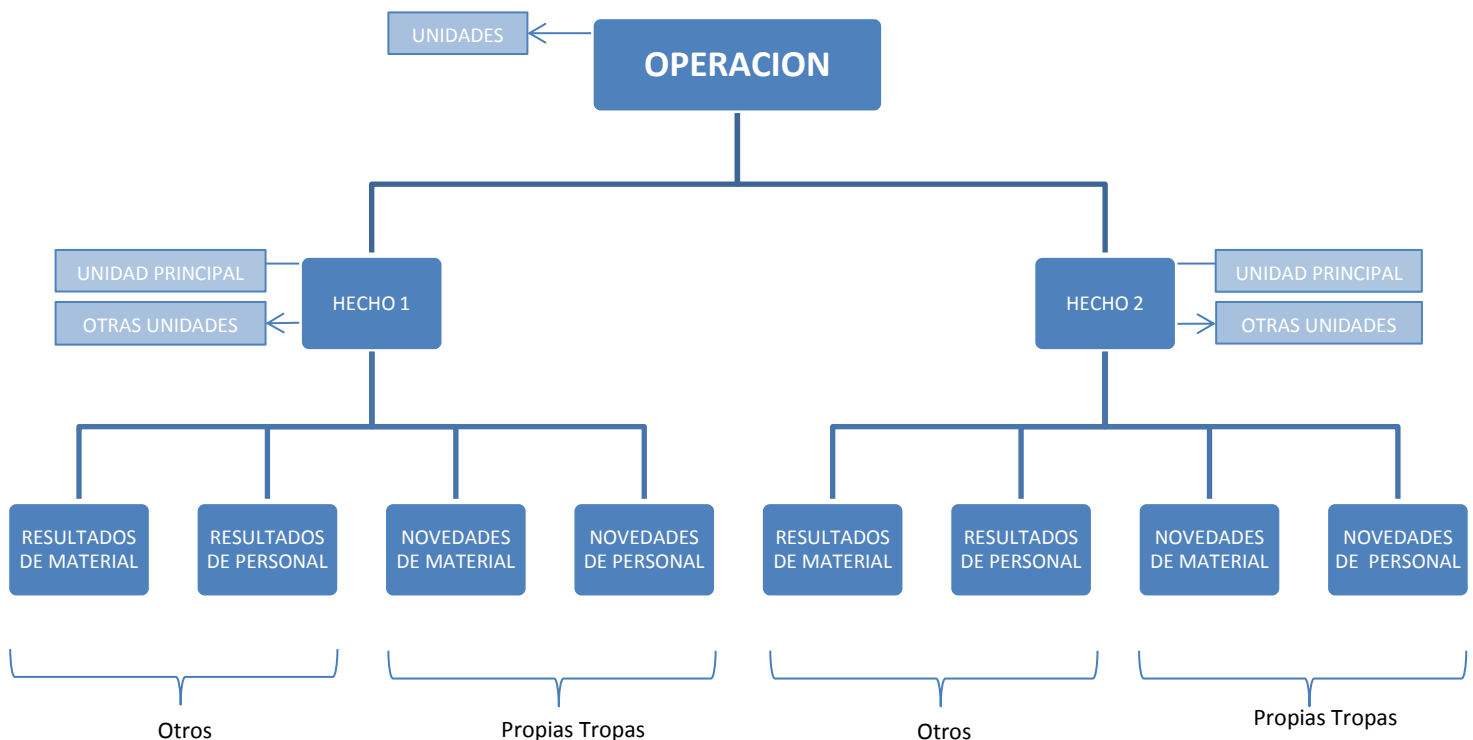 UNIDADES
OPERACION
UNIDAD PRINCIPAL
OTRAS UNIDADES
HECHO 1
HECHO 2
UNIDAD PRINCIPAL
OTRAS UNIDADES
RESULTADOS
DE MATERIAL
RESULTADOS
DE PERSONAL
NOVEDADES
DE MATERIAL
NOVEDADES
DE PERSONAL
RESULTADOS
DE MATERIAL
RESULTADOS
DE PERSONAL
NOVEDADES
DE MATERIAL
NOVEDADES
DE  PERSONAL
Otros
Propias Tropas
Otros
Propias Tropas